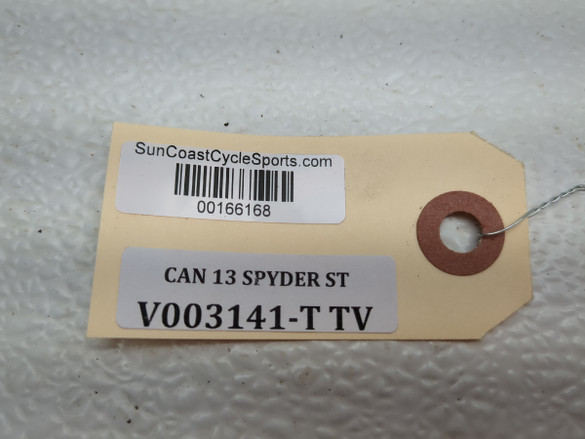 SunCoastCycleSports.com
00166168
CAN 13 SPYDER ST
V003141-T TV